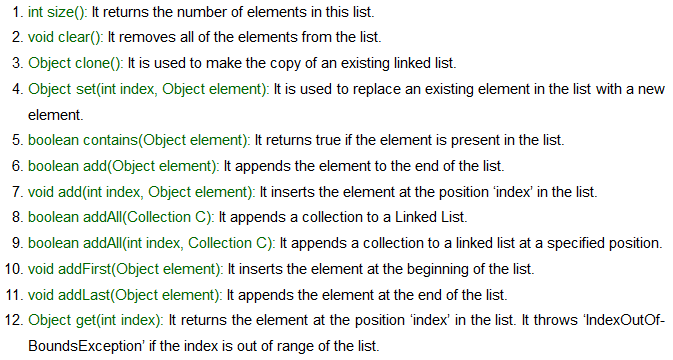 1. int size(): It returns the number of elements in this list.
2. void clear(): It removes all of the elements from the list.
3. Object clone(): It is used to make the copy of an existing linked list.
4. Object set(int index, Object element): It is used to replace an existing element in the list with a new
element.
5. boolean contains(Object element): It returns true if the element is present in the list.
6. boolean add(Object element): It appends the element to the end of the list.
7. void add(int index, Object element): It inserts the element at the position ‘index’ in the list.
8. boolean addAll(Collection C): It appends a collection to a Linked List.
9. boolean addAll(int index, Collection C): It appends a collection to a linked list at a specified position.
10. void addFirst(Object element): It inserts the element at the beginning of the list.
11. void addLast(Object element): It appends the element at the end of the list.
12. Object get(int index): It returns the element at the position ‘index’ in the list. It throws ‘IndexOutOf-
BoundsException’ if the index is out of range of the list.